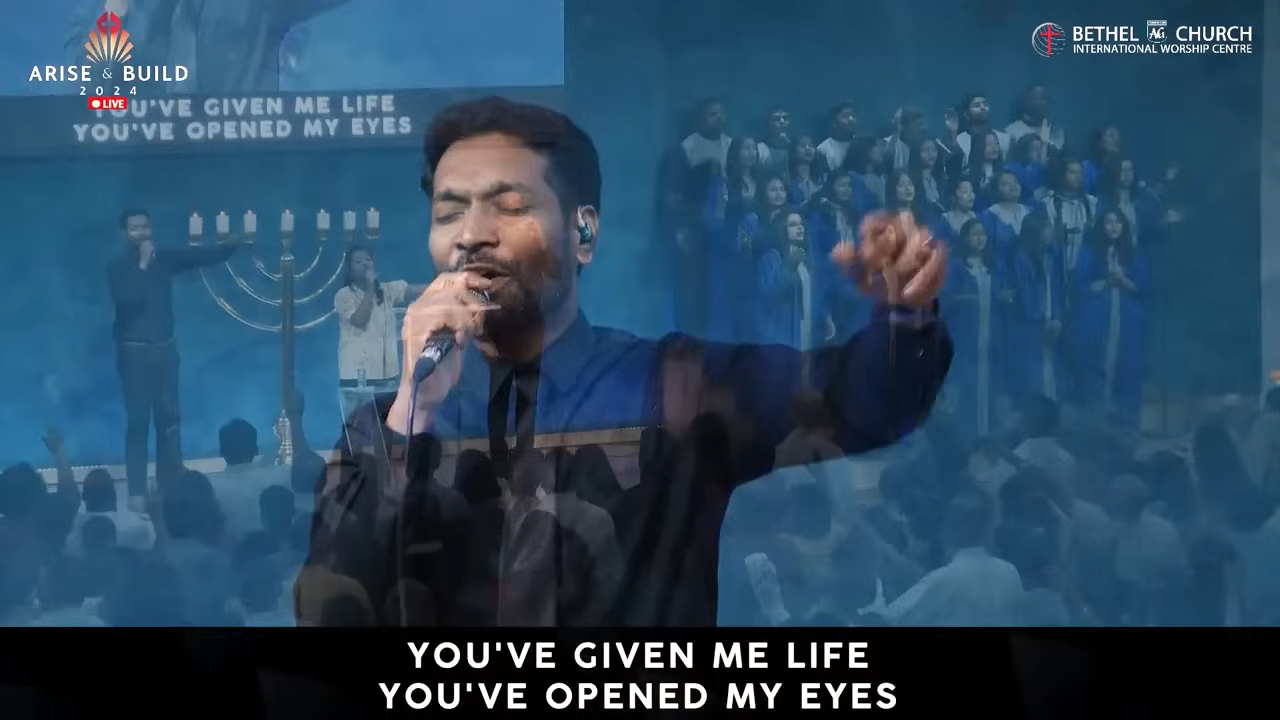 ARISE & BUILD
2024
LIVE
YOU'VE GIVEN ME LIFE
YOU'VE OPENED MY EYES
BETHEL AG CHURCH
INTERNATIONAL WORSHIP CENTRE
YOU'VE GIVEN ME LIFE
YOU'VE OPENED MY EYES